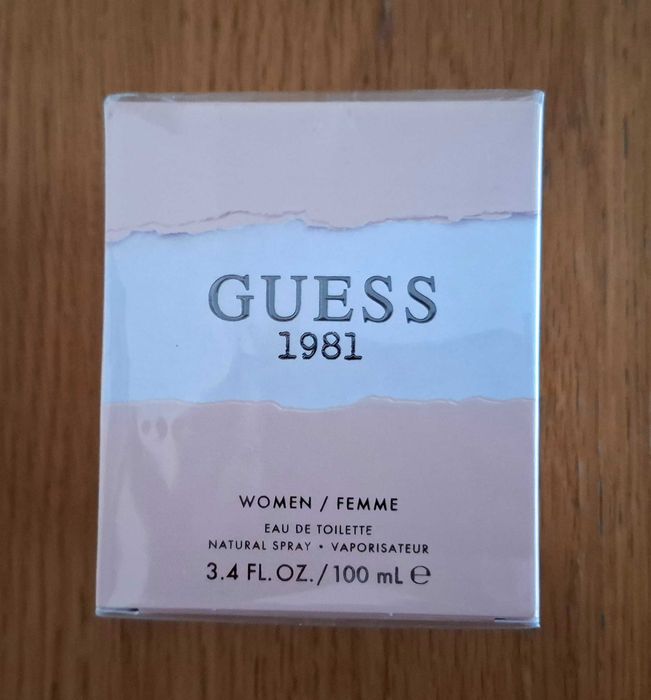 GUESS
1981
WOMEN / FEMME
EAU DE TOILETTE
NATURAL SPRAY • VAPORISATEUR
3.4 FL.OZ./100 mL ℮